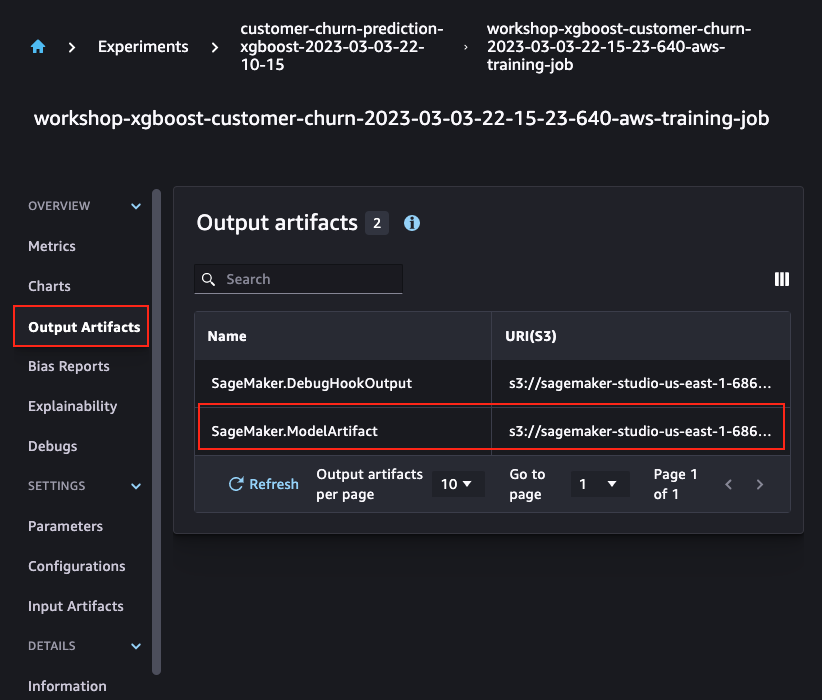 Experiments
customer-churn-prediction-
xgboost-2023-03-03-22-
10-15
workshop-xgboost-customer-churn-
2023-03-03-22-15-23-640-aws-
training-job
workshop-xgboost-customer-churn-2023-03-03-22-15-23-640-aws-training-job
OVERVIEW
Metrics
Charts
Output Artifacts
Bias Reports
Explainability
Debugs
SETTINGS
Parameters
Configurations
Input Artifacts
DETAILS
Information
Output artifacts 2
Search
Name URI(S3)
SageMaker.DebugHookOutput s3://sagemaker-studio-us-east-1-686...
SageMaker.ModelArtifact s3://sagemaker-studio-us-east-1-686...
Refresh
Output artifacts
per page
10
Go to
page
1
Page 1
of 1